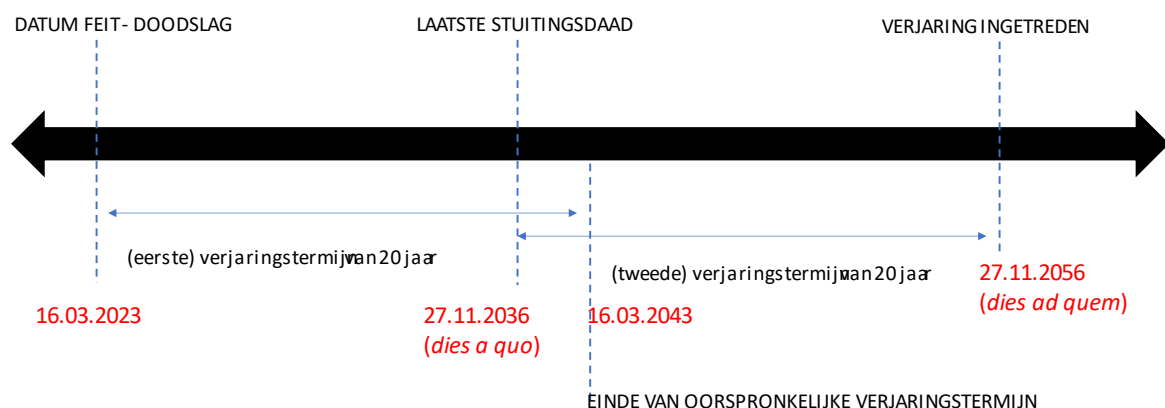 DATUM FEIT - DOODSLAG
LAATSTE STUITINGSDAAD
VERJARING INGETREDEN
(eerste) verjaringstermijn van 20 jaar
(tweede) verjaringstermijn van 20 jaar
16.03.2023
27.11.2036
(dies a quo)
16.03.2043
27.11.2056
(dies ad quem)
EINDE VAN OORSPRONKELIJKE VERJARINGSTERMIJN